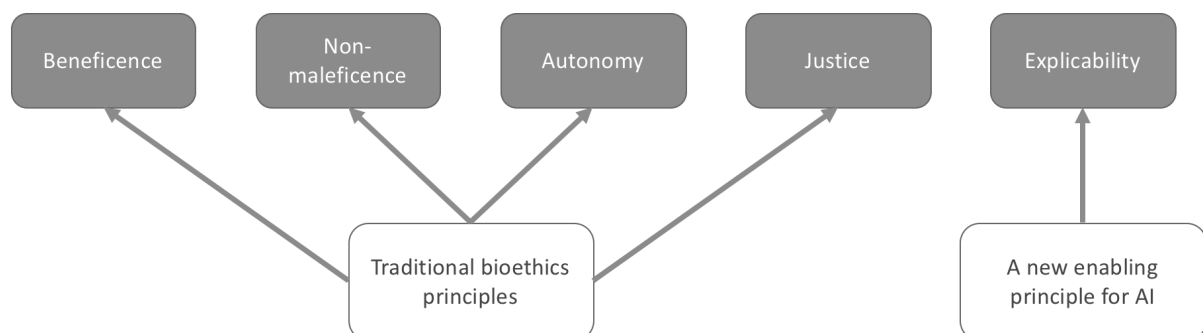 Beneficence
Non-
maleficence
Autonomy
Justice
Explicability
Traditional bioethics
principles
A new enabling
principle for AI